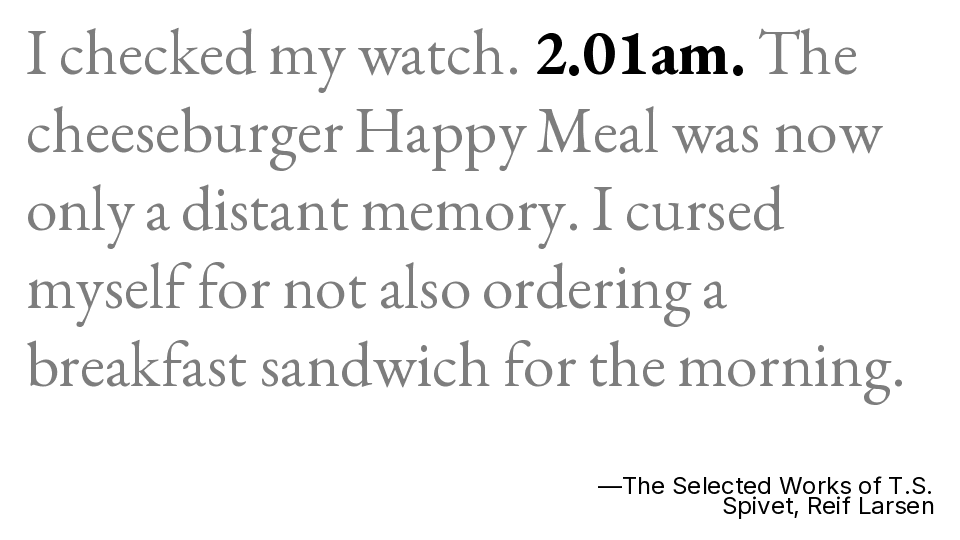 I checked my watch. 2.01am. The
cheeseburger Happy Meal was now
only a distant memory. I cursed
myself for not also ordering a
breakfast sandwich for the morning.
—The Selected Works of T.S.
Spivet, Reif Larsen